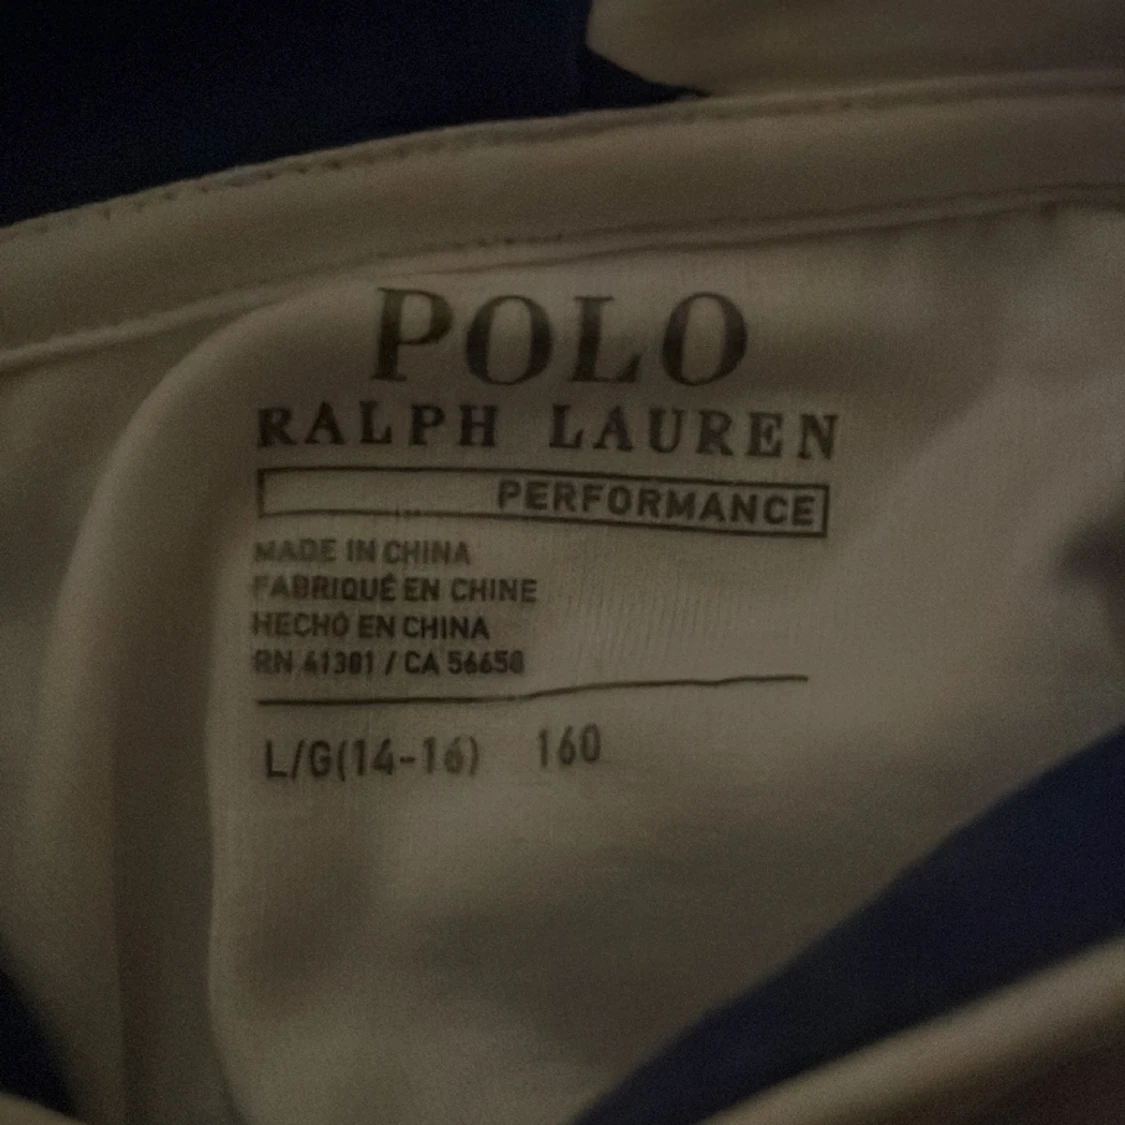 POLO
RALPH LAUREN
PERFORMANCE
MADE IN CHINA
FABRIQUÉ EN CHINE
HECHO EN CHINA
RN 41381 / CA 56650
L/G(14-16) 160